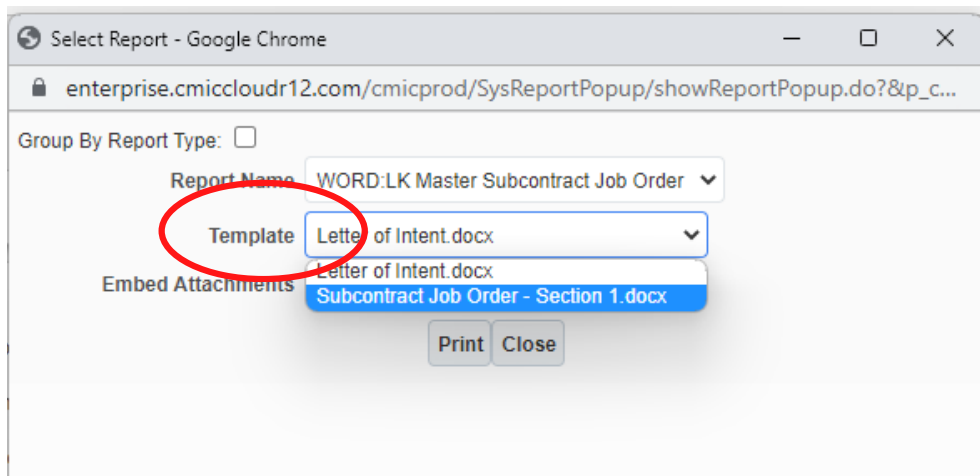 Select Report - Google Chrome
enterprise.cmiccloudr12.com/cmicprod/SysReportPopup/showReportPopup.do?&p_c...
Group By Report Type:
Report Name WORD:LK Master Subcontract Job Order
Template Letter of Intent.docx
Letter of Intent.docx
Embed Attachments
Subcontract Job Order - Section 1.docx
Print Close